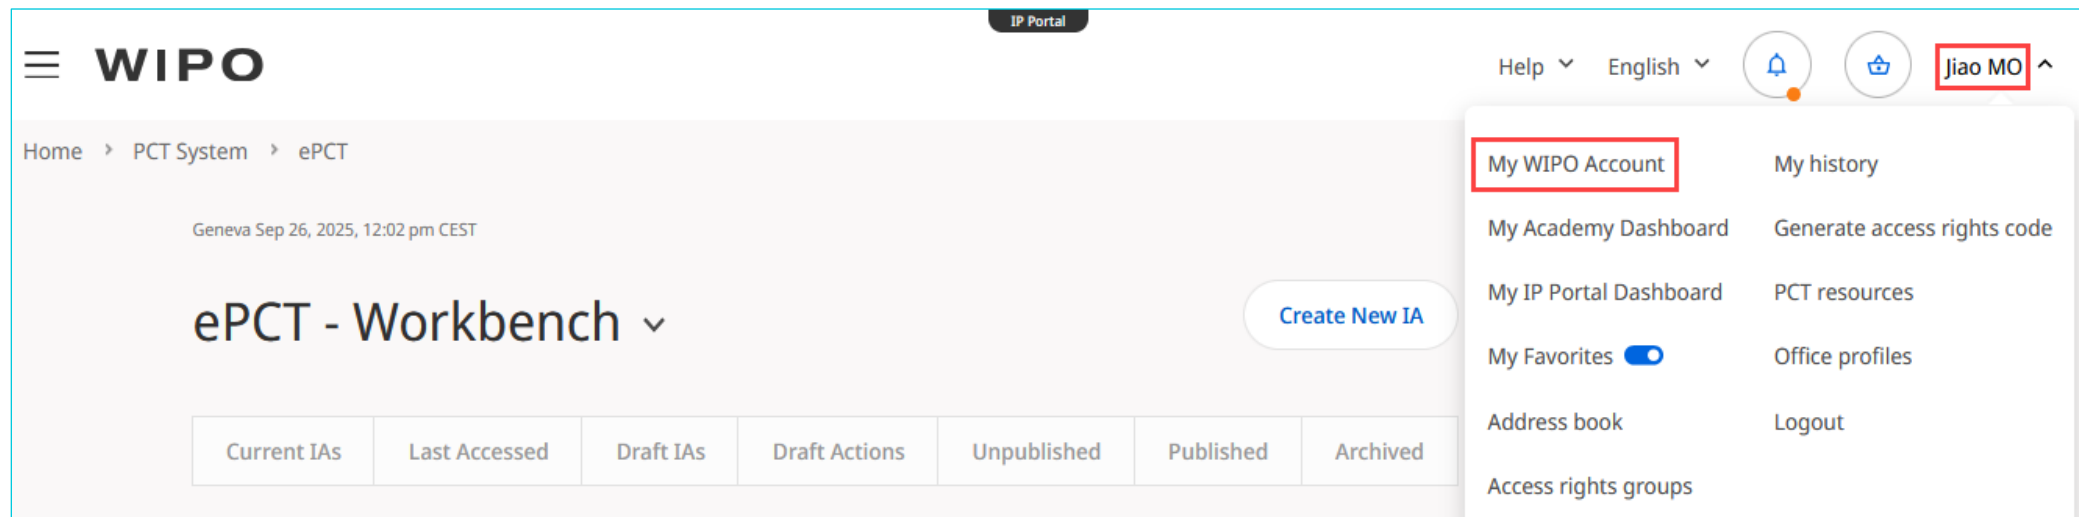 IP Portal
WIPO
Help English Jiao MO
Home > PCT System > ePCT
Geneva Sep 26, 2025, 12:02 pm CEST
ePCT - Workbench
Create New IA
Current IAs Last Accessed Draft IAs Draft Actions Unpublished Published Archived
My WIPO Account
My Academy Dashboard
My IP Portal Dashboard
My Favorites
Address book
Access rights groups
My history
Generate access rights code
PCT resources
Office profiles
Logout